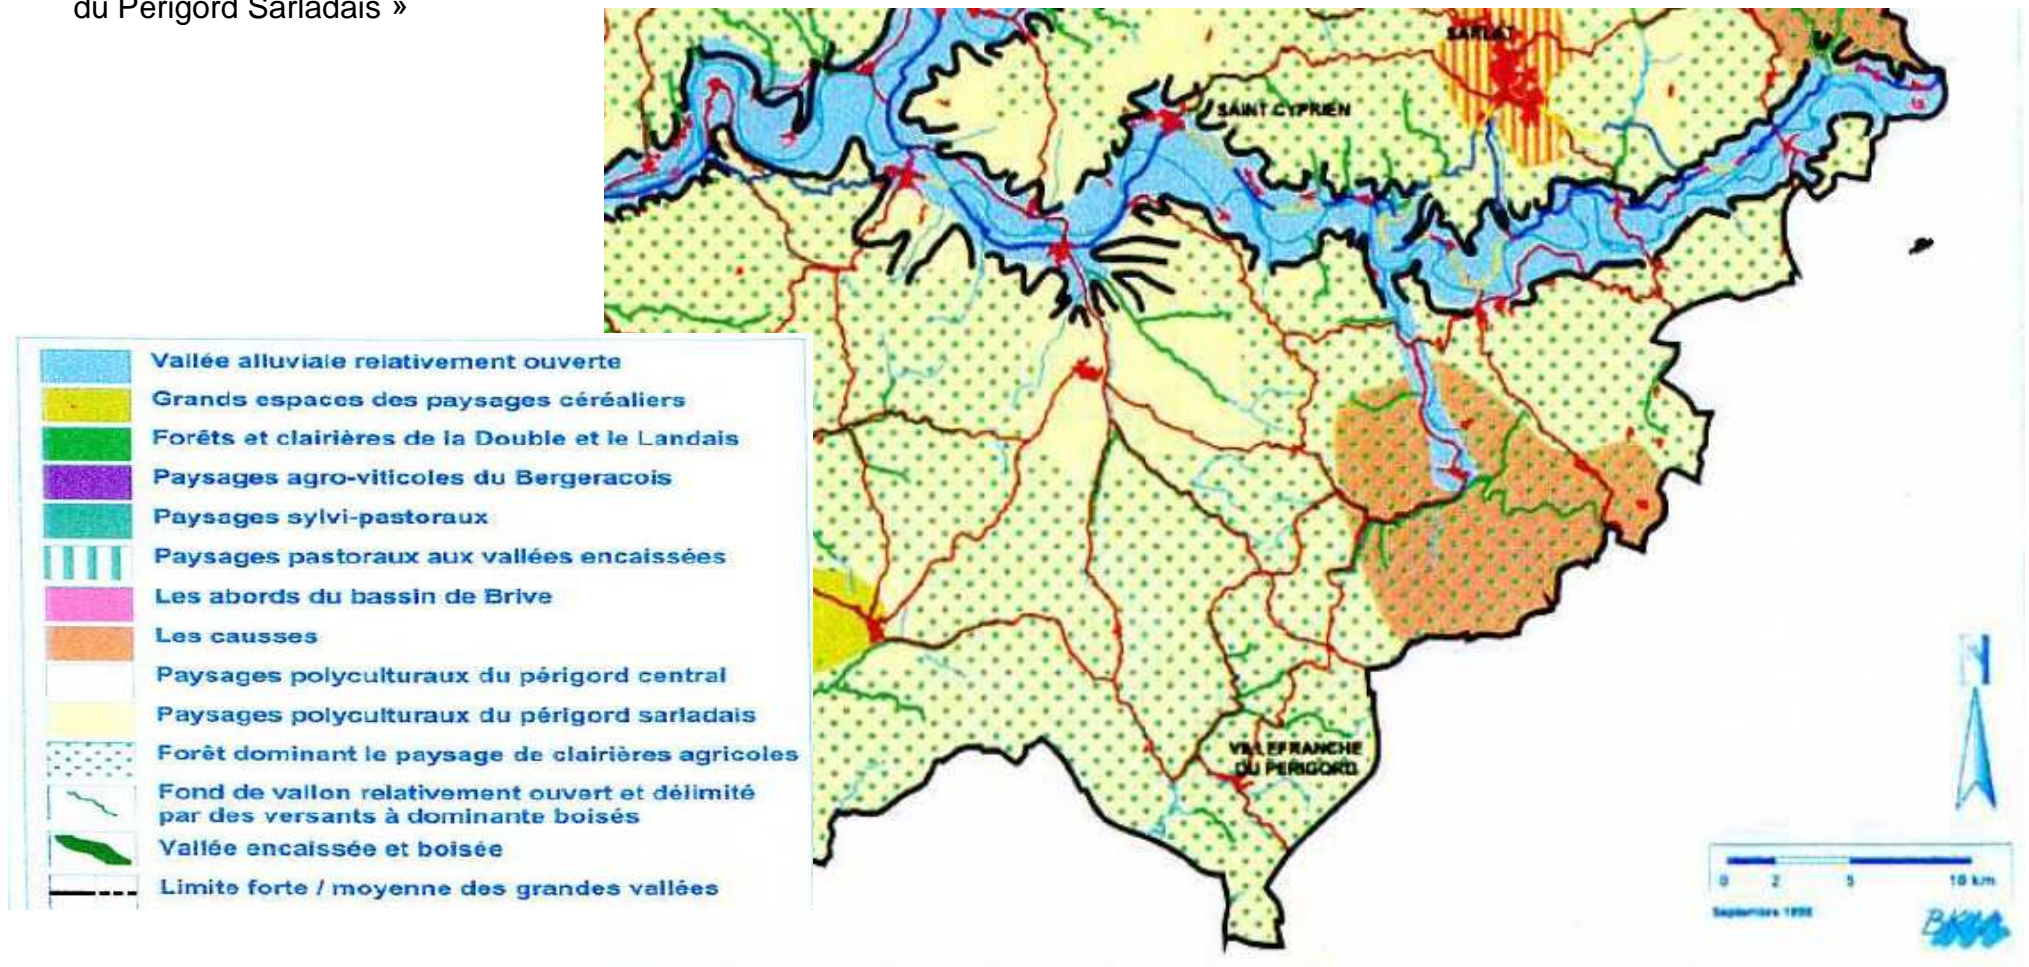 du Périgord Sarladais »
SARLAT
SAINT CYPRIEN
Vallée alluviale relativement ouverte
Grands espaces des paysages céréaliers
Forêts et clairières de la Double et le Landais
Paysages agro-viticoles du Bergeracois
Paysages sylvi-pastoraux
Paysages pastoraux aux vallées encaissées
Les abords du bassin de Brive
Les causses
Paysages polyculturaux du périgord central
Paysages polyculturaux du périgord sarladais
Forêt dominant le paysage de clairières agricoles
Fond de vallon relativement ouvert et délimité
par des versants à dominante boisés
Vallée encaissée et boisée
Limite forte / moyenne des grandes vallées
VILLEFRANCHE
DU PERIGORD
0 2 5 10 km
Septembre